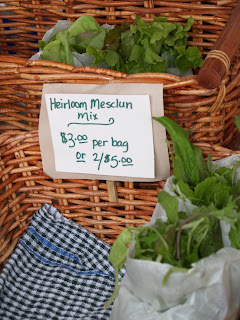 Heirloom Mesclun
mix
$3.00 per bag
or 2/$5.00